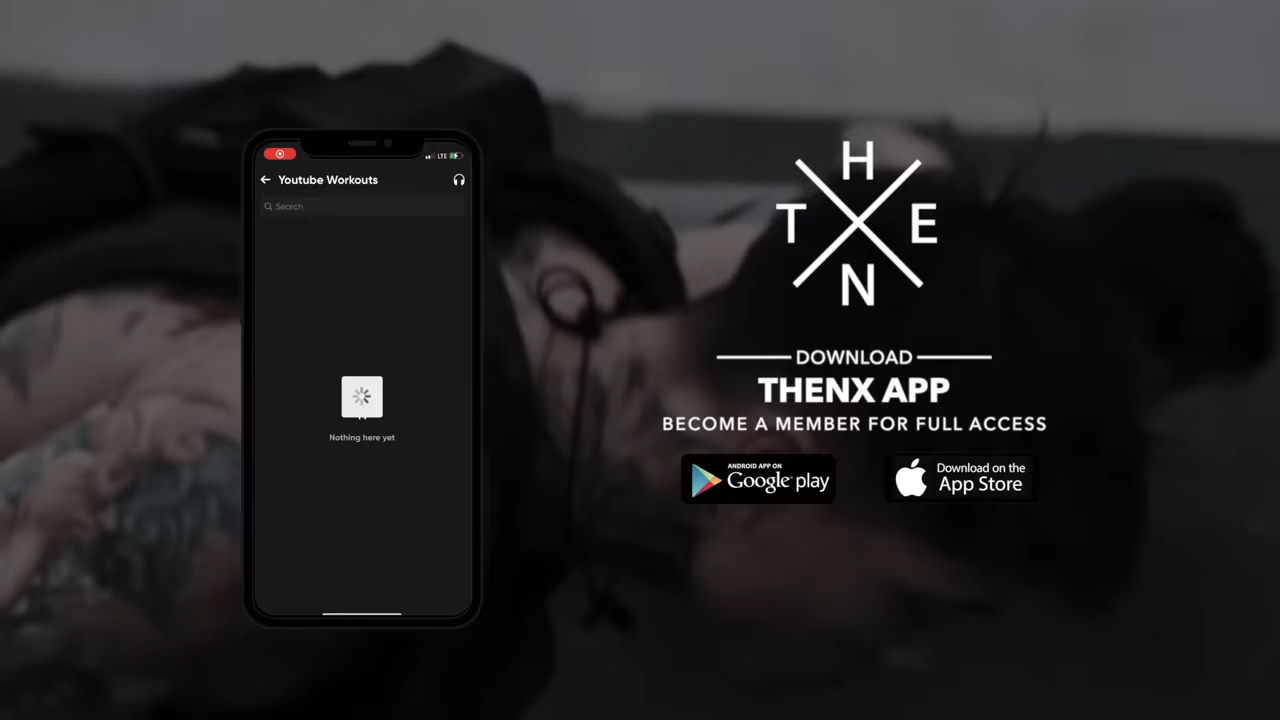 LTE
Youtube Workouts
Search
Nothing here yet
H
T E
N
DOWNLOAD
THENX APP
BECOME A MEMBER FOR FULL ACCESS
ANDROID APP ON
Google play
Download on the
App Store